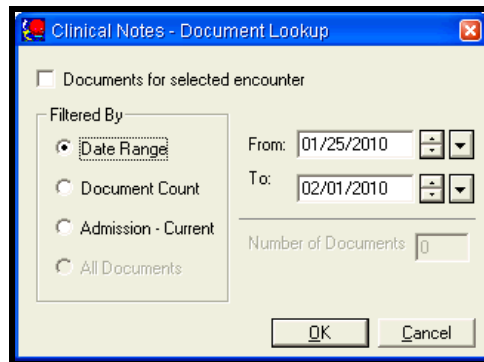 Clinical Notes - Document Lookup
Documents for selected encounter
Filtered By
Date Range
Document Count
Admission - Current
All Documents
From: 01/25/2010
To: 02/01/2010
Number of Documents 0
OK Cancel